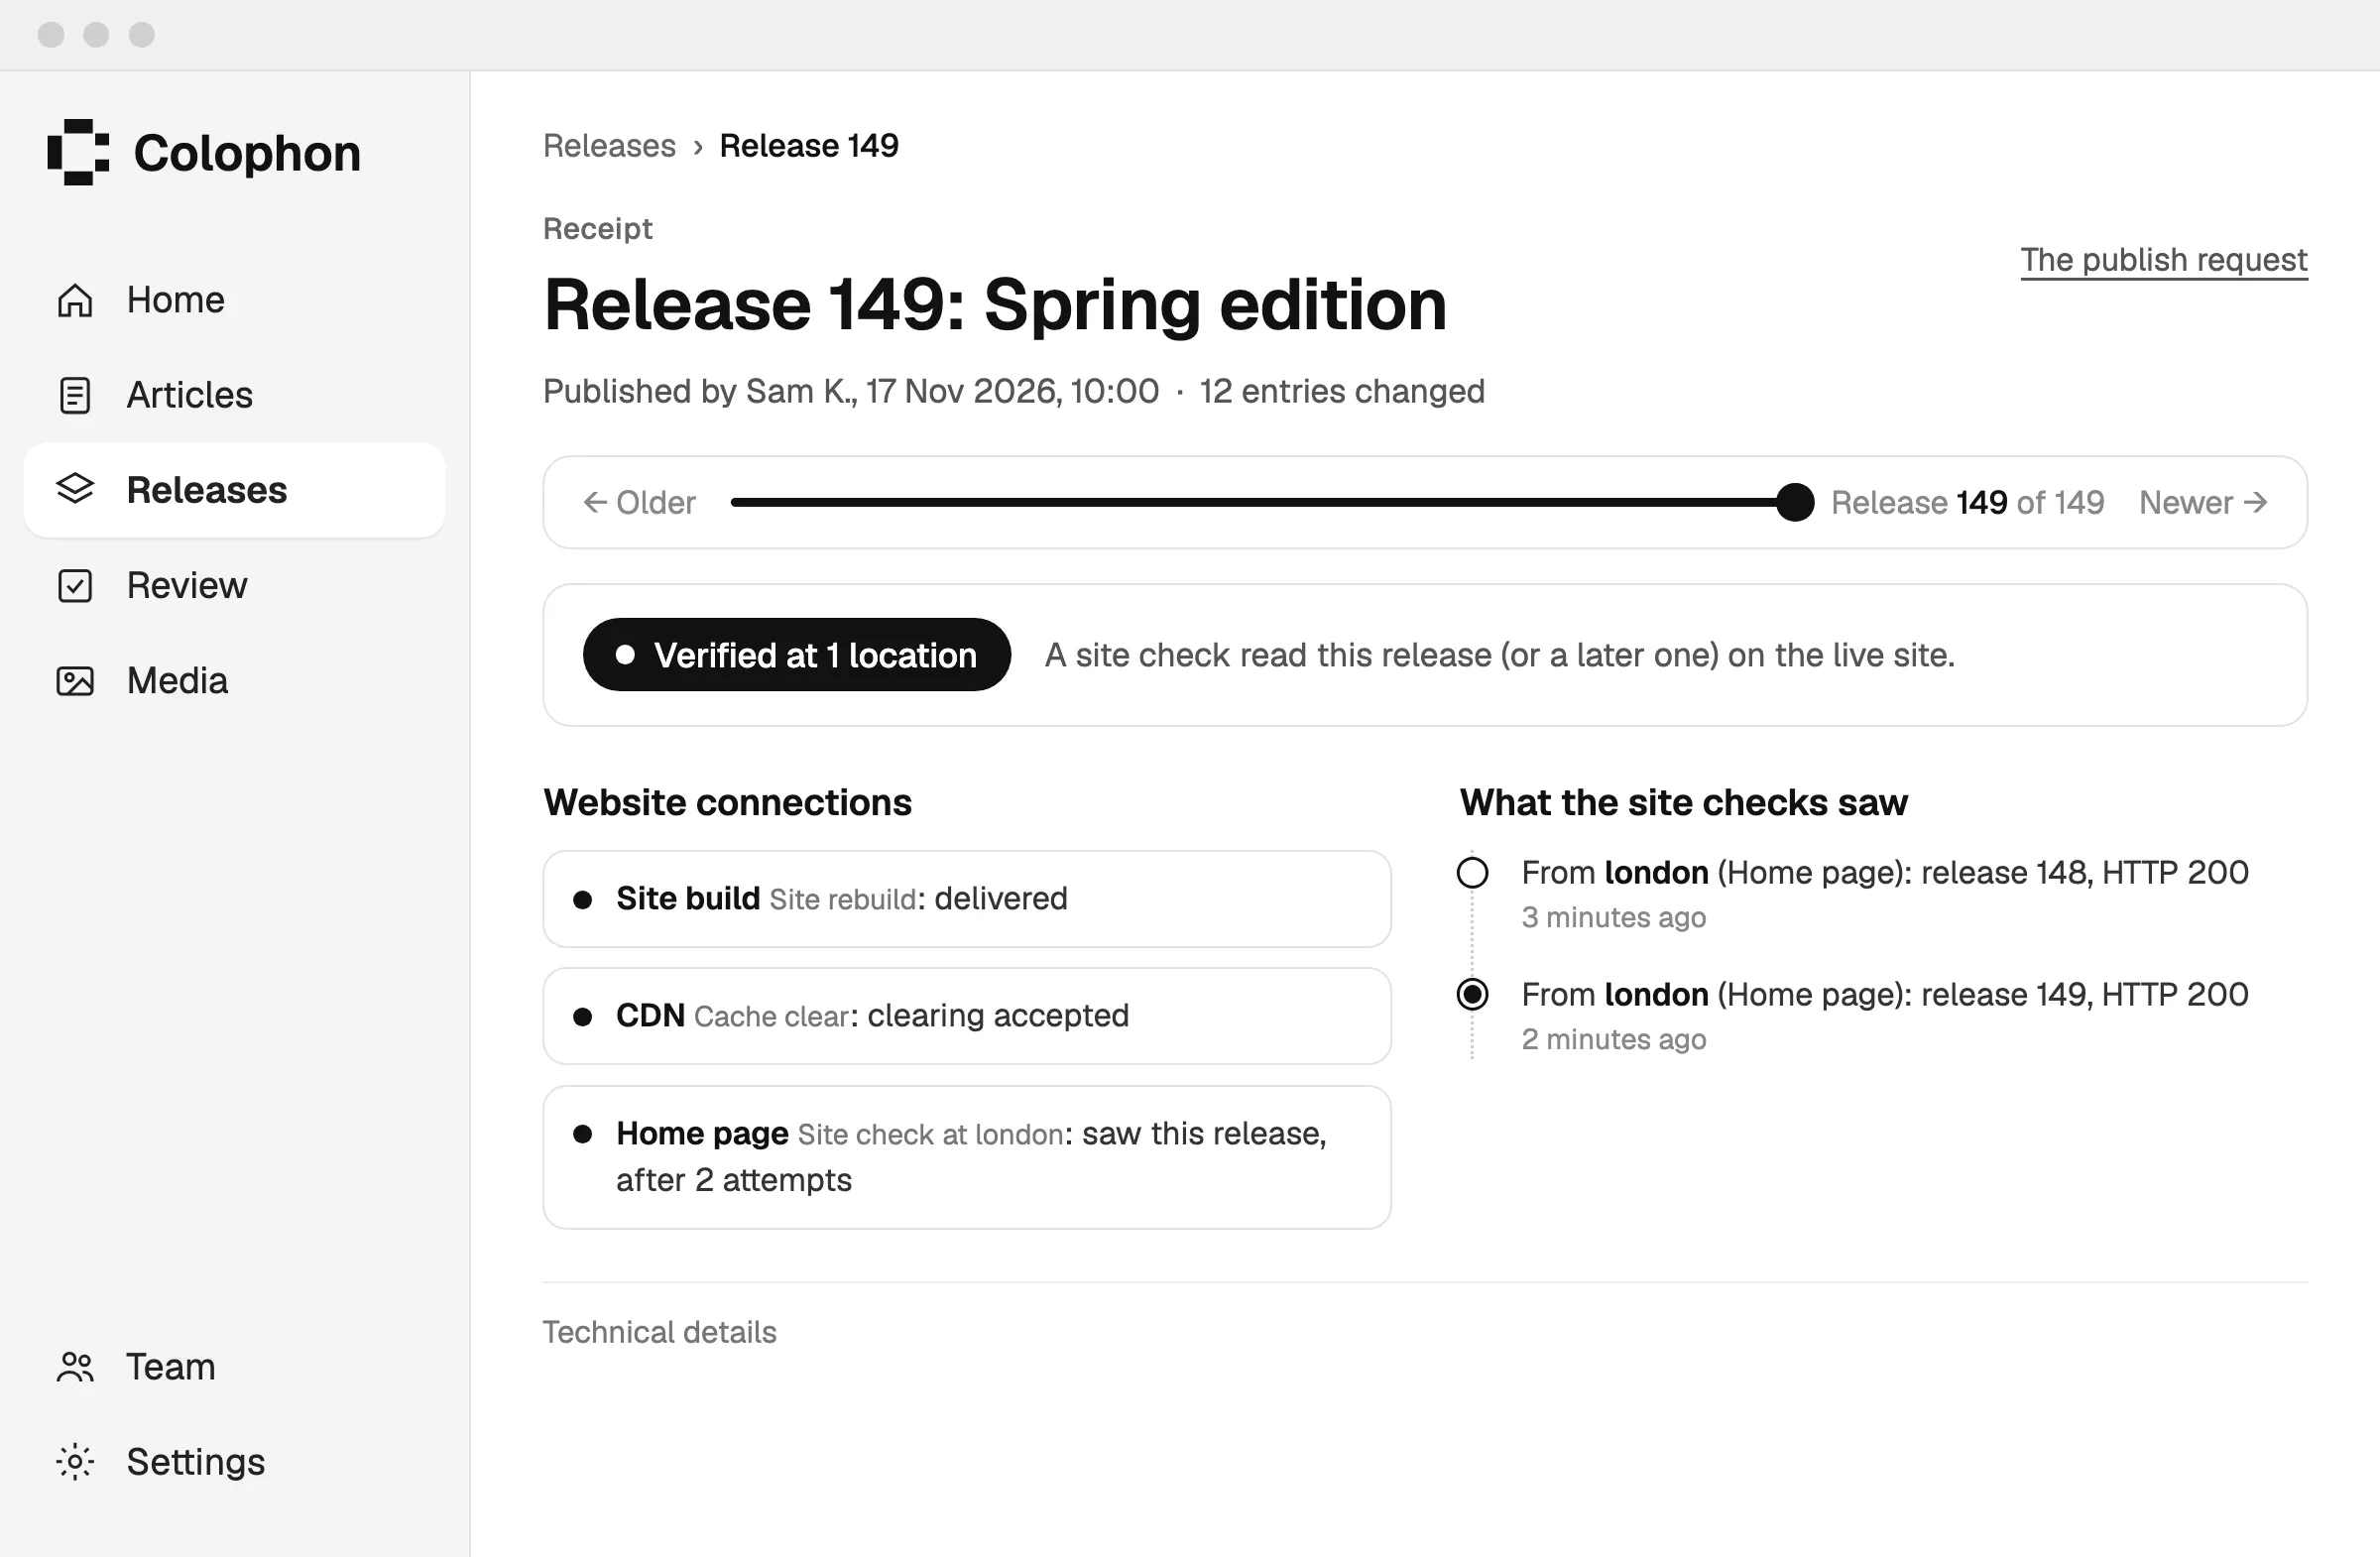 Colophon
Home
Articles
Releases
Review
Media
Team
Settings
Releases › Release 149
Receipt
Release 149: Spring edition
The publish request
Published by Sam K., 17 Nov 2026, 10:00 · 12 entries changed
← Older
Release 149 of 149
Newer →
Verified at 1 location
A site check read this release (or a later one) on the live site.
Website connections
Site build Site rebuild: delivered
CDN Cache clear: clearing accepted
Home page Site check at london: saw this release,
after 2 attempts
What the site checks saw
From london (Home page): release 148, HTTP 200
3 minutes ago
From london (Home page): release 149, HTTP 200
2 minutes ago
Technical details